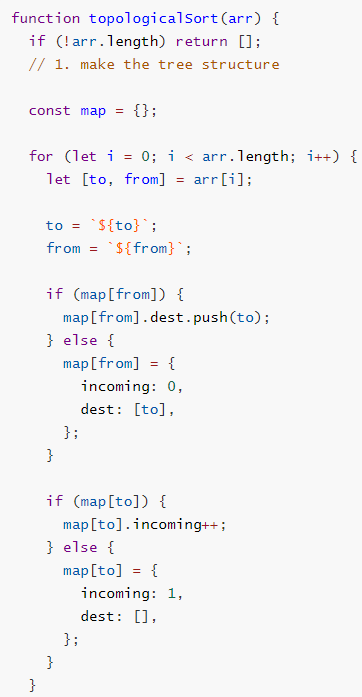 function topologicalSort(arr) {
  if (!arr.length) return [];
  // 1. make the tree structure

  const map = {};

  for (let i = 0; i < arr.length; i++) {
    let [to, from] = arr[i];

    to = `${to}`;
    from = `${from}`;

    if (map[from]) {
      map[from].dest.push(to);
    } else {
      map[from] = {
        incoming: 0,
        dest: [to],
      };
    }

    if (map[to]) {
      map[to].incoming++;
    } else {
      map[to] = {
        incoming: 1,
        dest: [],
      };
    }
  }